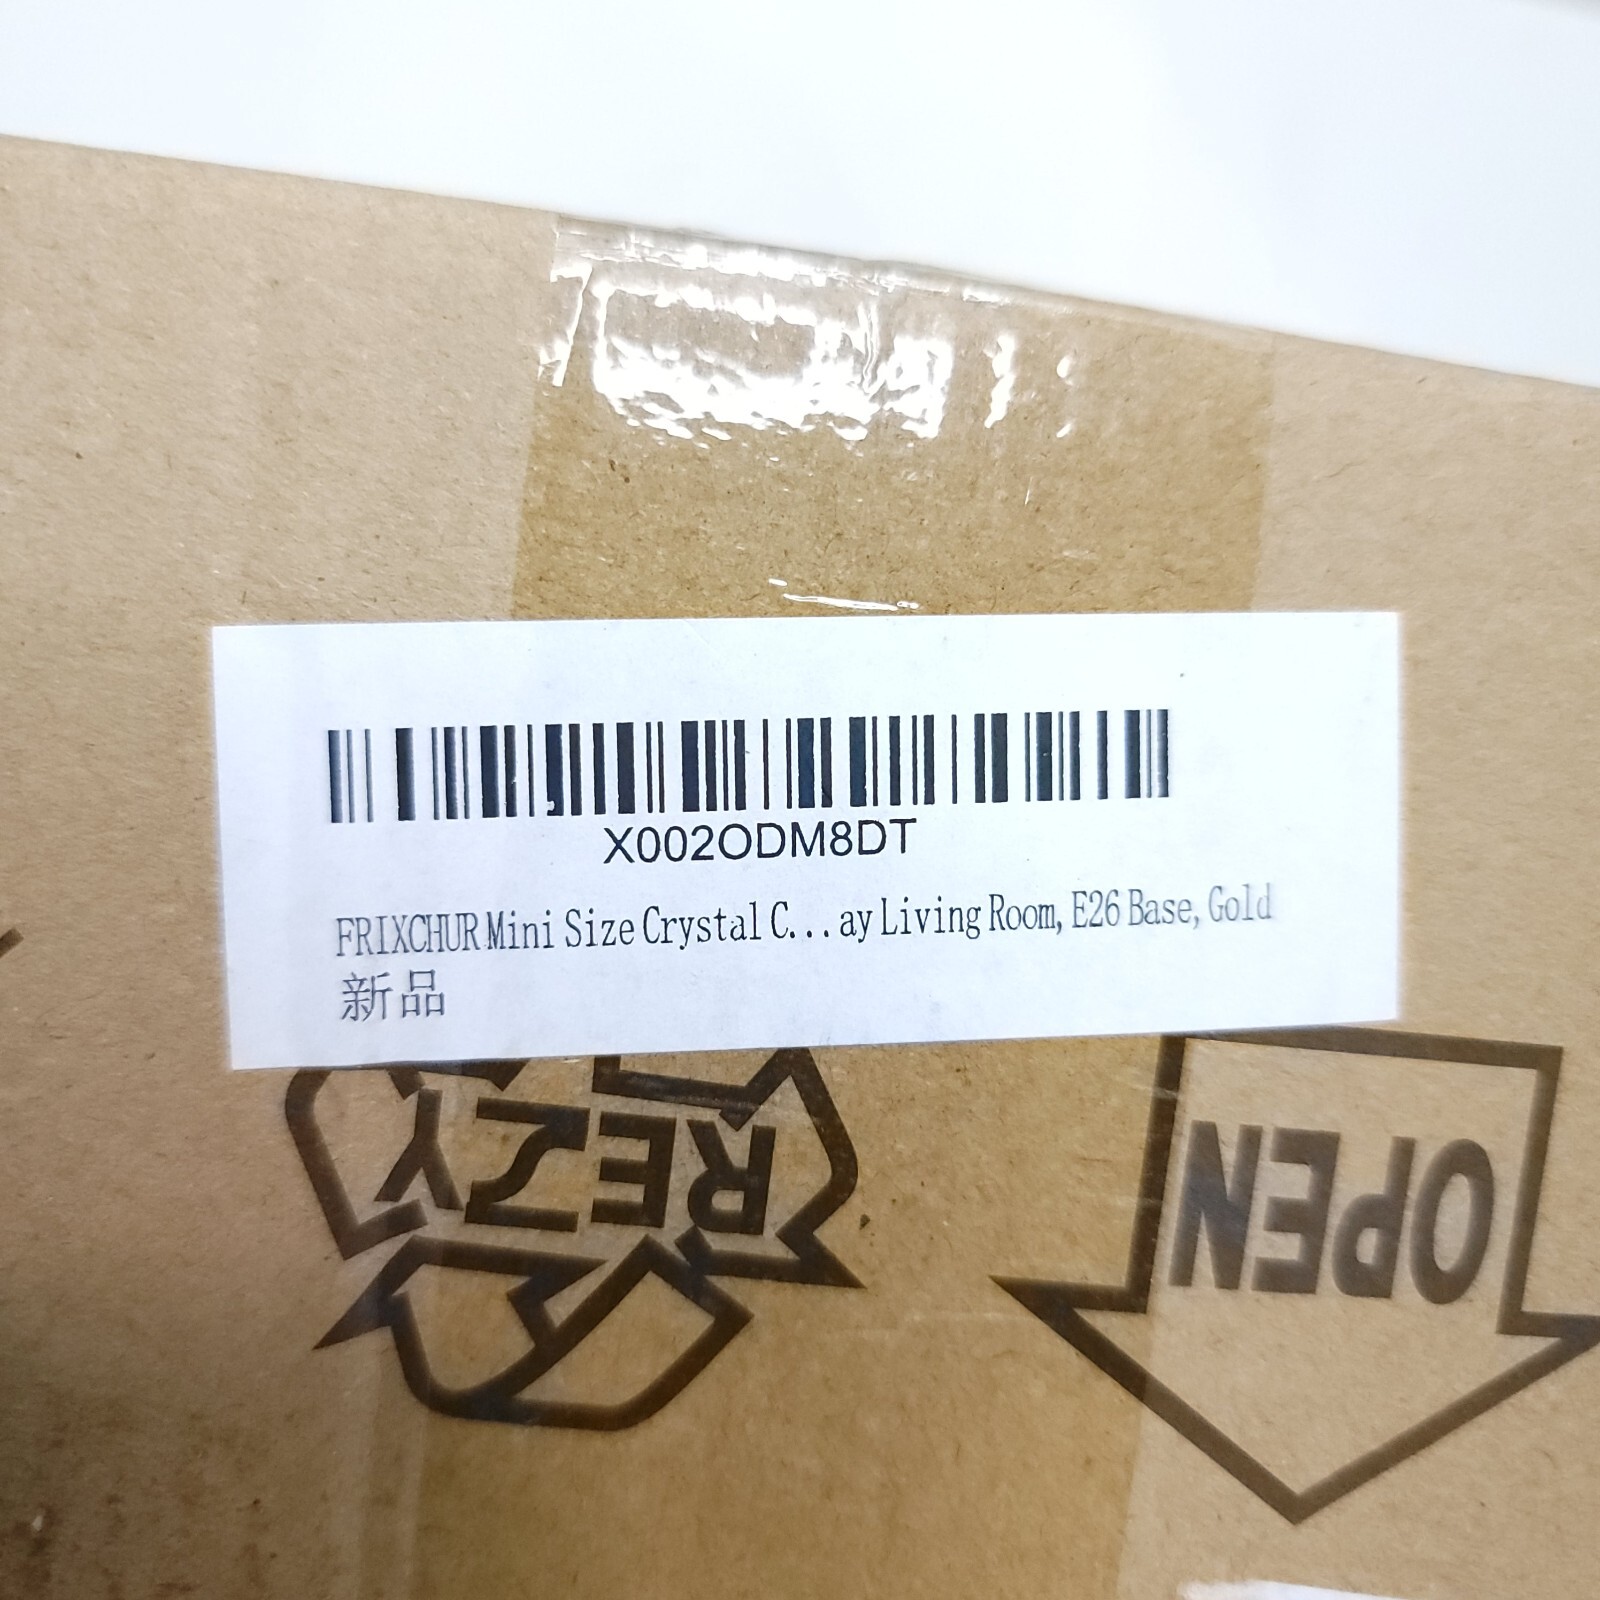 X002ODM8DT
FRIXCHUR Mini Size Crystal C...ay Living Room, E26 Base, Gold
新品
REZY
OPEN